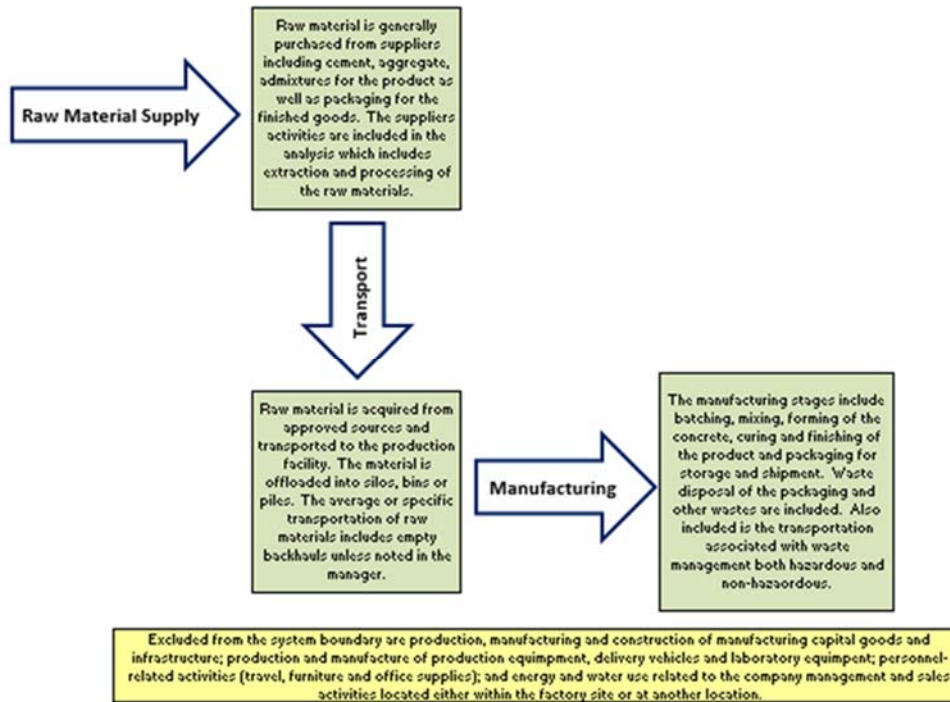 Raw Material Supply
Raw material is generally
purchased from suppliers
including cement, aggregate,
admixtures for the product as
well as packaging for the
finished goods. The suppliers
activities are included in the
analysis which includes
extraction and processing of
the raw materials.
Transport
Raw material is acquired from
approved sources and
transported to the production
facility. The material is
offloaded into silos, bins or
piles. The average or specific
transportation of raw
materials includes empty
backhauls unless noted in the
manager.
Manufacturing
The manufacturing stages include
batching, mixing, forming of the
concrete, curing and finishing of
the product and packaging for
storage and shipment. Waste
disposal of the packaging and
other wastes are included. Also
included is the transportation
associated with waste
management both hazardous and
non-hazaordous.
Excluded from the system boundary are production, manufacturing and construction of manufacturing capital goods and
infrastructure; production and manufacture of production equimpment, delivery vehicles and laboratory equimpent; personnel-
related activities (travel, furniture and office supplies); and energy and water use related to the company management and sales
activities located either within the factory site or at another location.